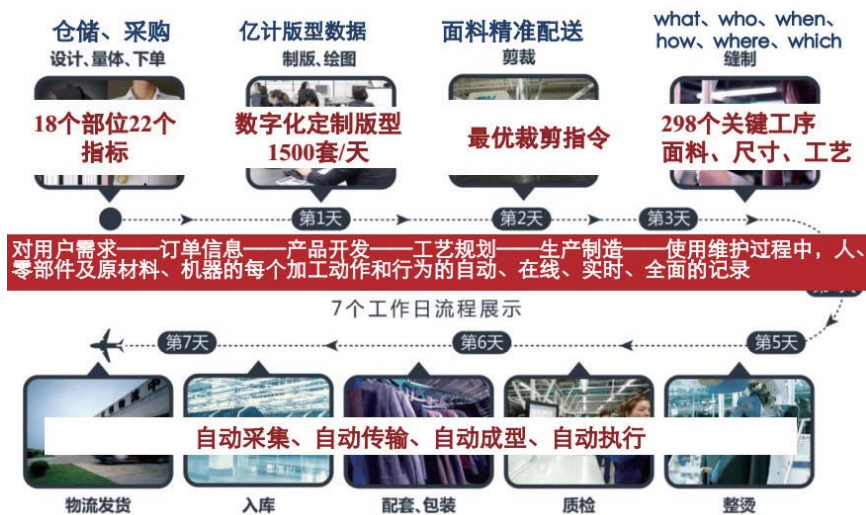 仓储、采购
设计、量体、下单
18个部位22个
指标
亿计版型数据
制版、绘图
数字化定制版型
1500套/天
面料精准配送
剪裁
最优裁剪指令
what、who、when、
how、where、which
缝制
298个关键工序
面料、尺寸、工艺
第1天
第2天
第3天
对用户需求——订单信息——产品开发——工艺规划——生产制造——使用维护过程中，人、
零部件及原材料、机器的每个加工动作和行为的自动、在线、实时、全面的记录
7个工作日流程展示
第7天
第6天
第5天
自动采集、自动传输、自动成型、自动执行
物流发货
入库
配套、包装
质检
整烫